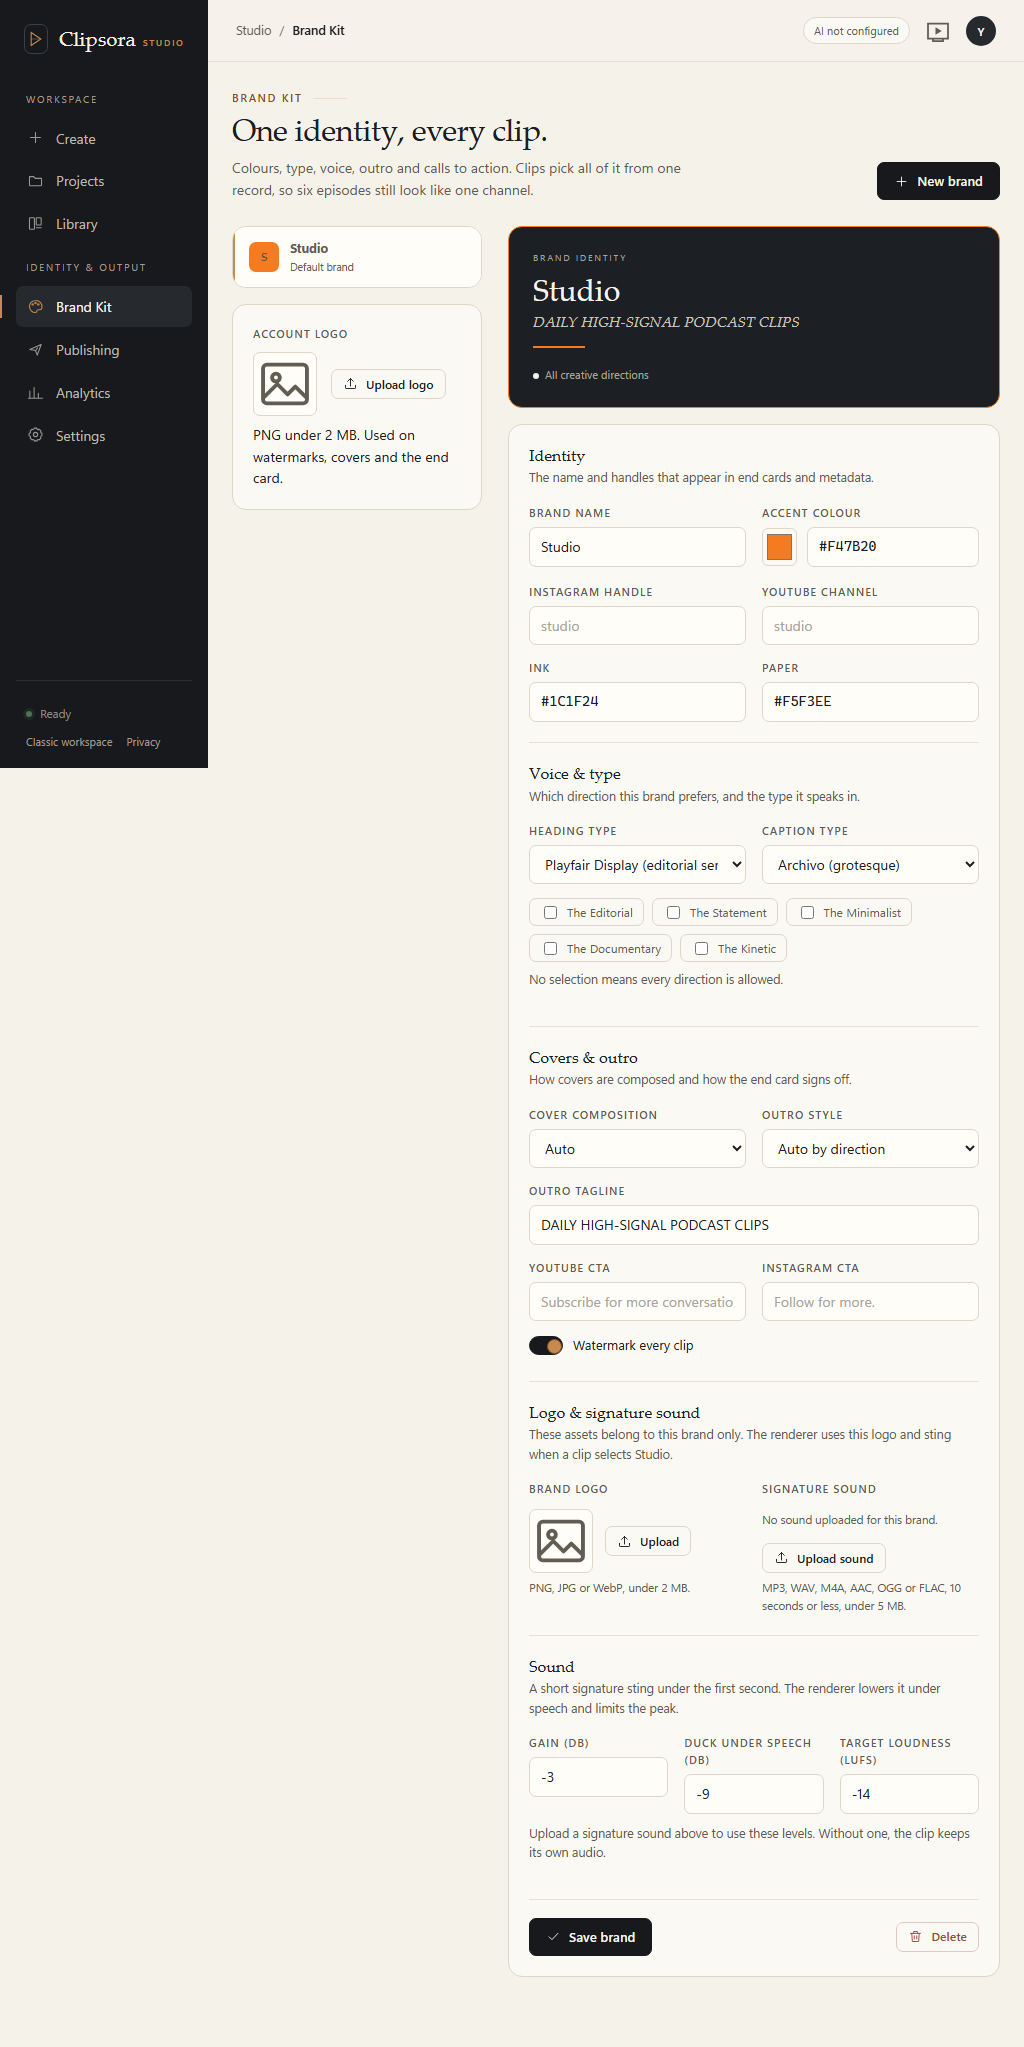 Clipsora STUDIO
WORKSPACE
Create
Projects
Library
IDENTITY & OUTPUT
Brand Kit
Publishing
Analytics
Settings
Ready
Classic workspace Privacy
Studio / Brand Kit
AI not configured
Y
BRAND KIT
One identity, every clip.
Colours, type, voice, outro and calls to action. Clips pick all of it from one
record, so six episodes still look like one channel.
New brand
S
Studio
Default brand
ACCOUNT LOGO
Upload logo
PNG under 2 MB. Used on
watermarks, covers and the end
card.
BRAND IDENTITY
Studio
DAILY HIGH-SIGNAL PODCAST CLIPS
All creative directions
Identity
The name and handles that appear in end cards and metadata.
BRAND NAME
Studio
ACCENT COLOUR
#F47B20
INSTAGRAM HANDLE
studio
YOUTUBE CHANNEL
studio
INK
#1C1F24
PAPER
#F5F3EE
Voice & type
Which direction this brand prefers, and the type it speaks in.
HEADING TYPE
Playfair Display (editorial ser
CAPTION TYPE
Archivo (grotesque)
The Editorial
The Statement
The Minimalist
The Documentary
The Kinetic
No selection means every direction is allowed.
Covers & outro
How covers are composed and how the end card signs off.
COVER COMPOSITION
Auto
OUTRO STYLE
Auto by direction
OUTRO TAGLINE
DAILY HIGH-SIGNAL PODCAST CLIPS
YOUTUBE CTA
Subscribe for more conversatio
INSTAGRAM CTA
Follow for more.
Watermark every clip
Logo & signature sound
These assets belong to this brand only. The renderer uses this logo and sting
when a clip selects Studio.
BRAND LOGO
Upload
PNG, JPG or WebP, under 2 MB.
SIGNATURE SOUND
No sound uploaded for this brand.
Upload sound
MP3, WAV, M4A, AAC, OGG or FLAC, 10
seconds or less, under 5 MB.
Sound
A short signature sting under the first second. The renderer lowers it under
speech and limits the peak.
GAIN (DB)
-3
DUCK UNDER SPEECH
(DB)
-9
TARGET LOUDNESS
(LUFS)
-14
Upload a signature sound above to use these levels. Without one, the clip keeps
its own audio.
Save brand
Delete